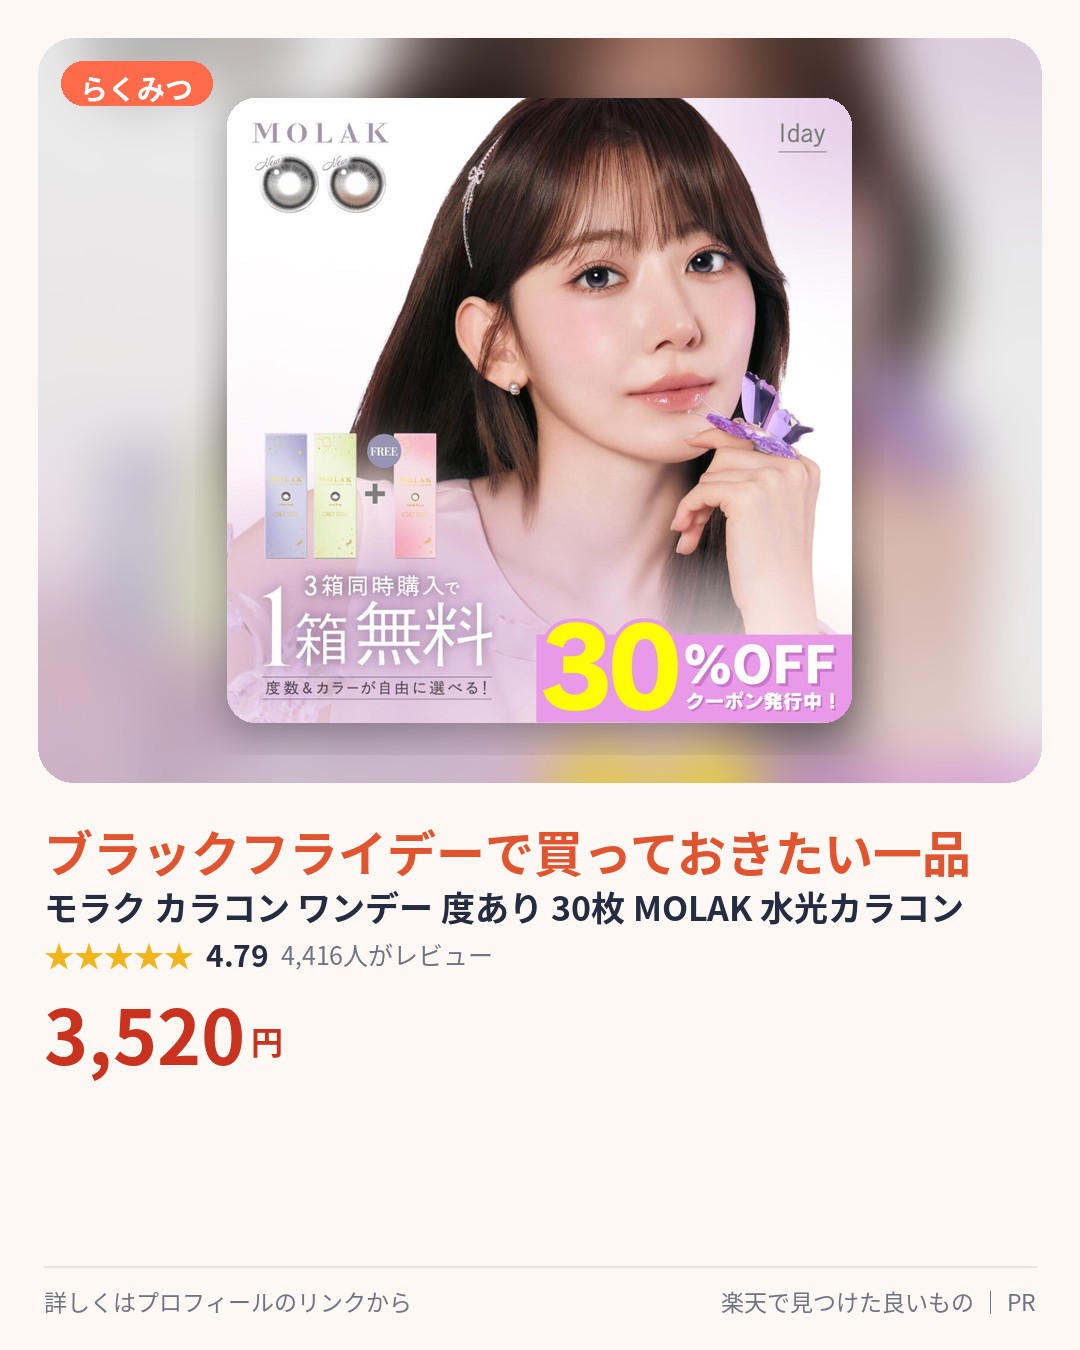 らくみつ
MOLAK
New New
1day
FREE
MOLAK MOLAK MOLAK
+
3箱同時購入で
1箱無料
度数&カラーが自由に選べる!
30%OFF
クーポン発行中!
ブラックフライデーで買っておきたい一品
モラク カラコン ワンデー 度あり 30枚 MOLAK 水光カラコン
★★★★★ 4.79 4,416人がレビュー
3,520円
詳しくはプロフィールのリンクから
楽天で見つけた良いもの | PR